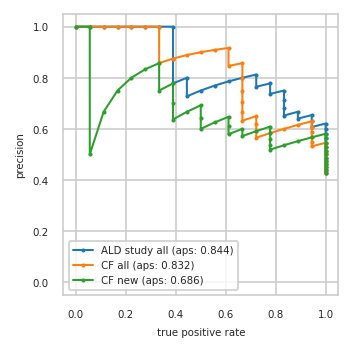 1.0
0.8
0.6
0.4
0.2
0.0
precision
ALD study all (aps: 0.844)
CF all (aps: 0.832)
CF new (aps: 0.686)
0.0 0.2 0.4 0.6 0.8 1.0
true positive rate